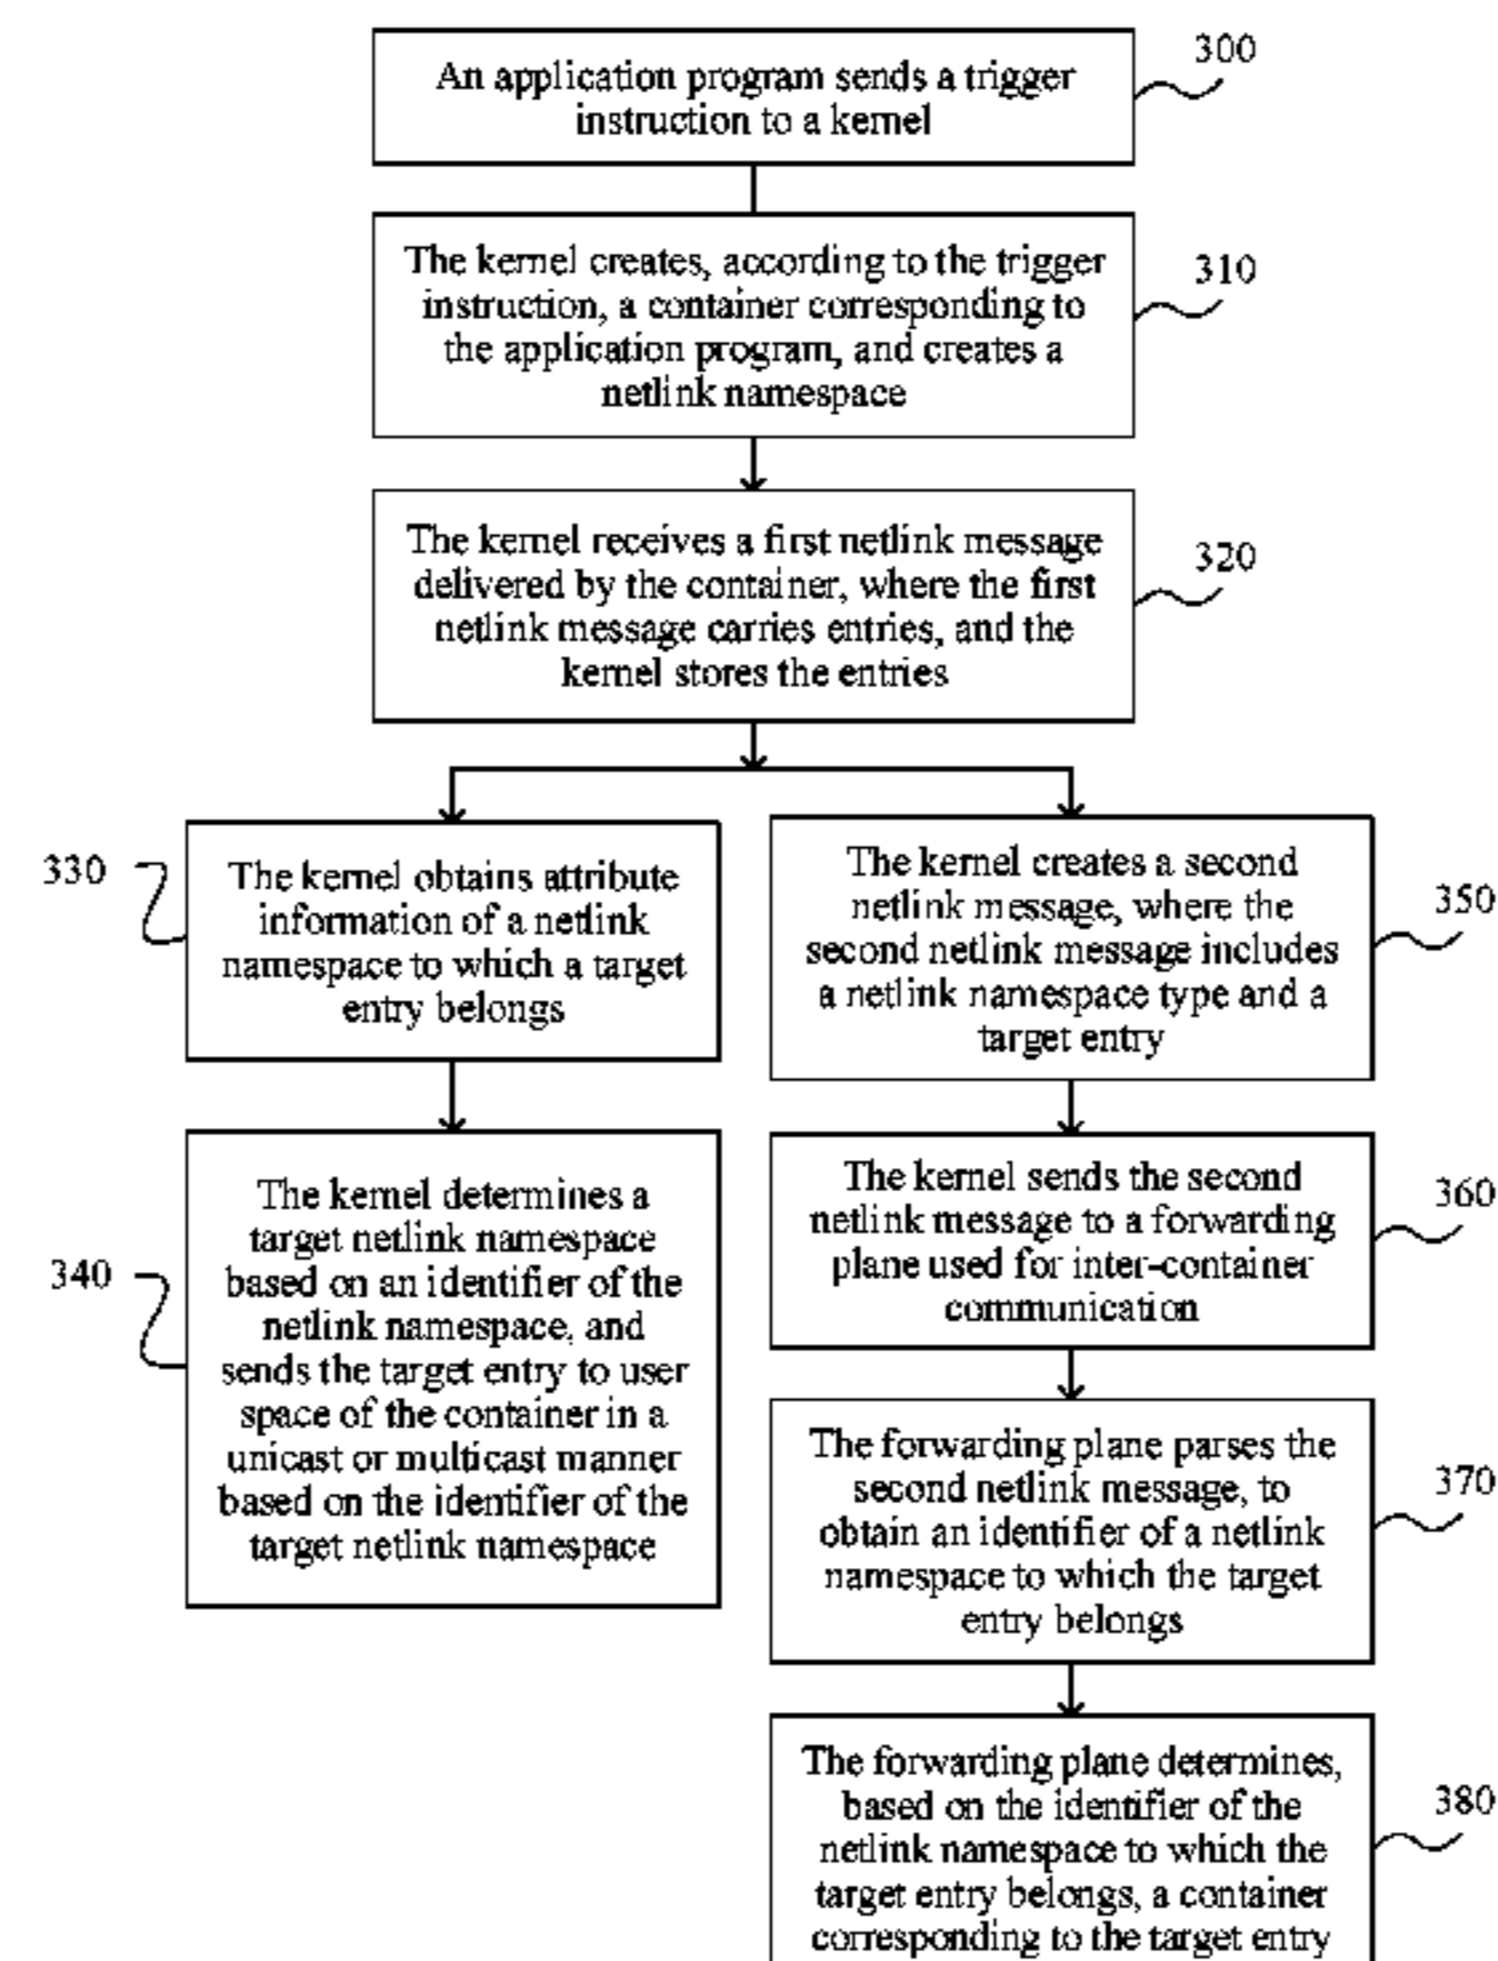 An application program sends a trigger
instruction to a kernel
300
The kernel creates, according to the trigger
instruction, a container corresponding to
the application program, and creates a
netlink namespace
310
The kernel receives a first netlink message
delivered by the container, where the first
netlink message carries entries, and the
kernel stores the entries
320
330
The kernel obtains attribute
information of a netlink
namespace to which a target
entry belongs
340
The kernel determines a
target netlink namespace
based on an identifier of the
netlink namespace, and
sends the target entry to user
space of the container in a
unicast or multicast manner
based on the identifier of the
target netlink namespace
The kernel creates a second
netlink message, where the
second netlink message includes
a netlink namespace type and a
target entry
350
The kernel sends the second
netlink message to a forwarding
plane used for inter-container
communication
360
The forwarding plane parses the
second netlink message, to
obtain an identifier of a netlink
namespace to which the target
entry belongs
370
The forwarding plane determines,
based on the identifier of the
netlink namespace to which the
target entry belongs, a container
corresponding to the target entry
380